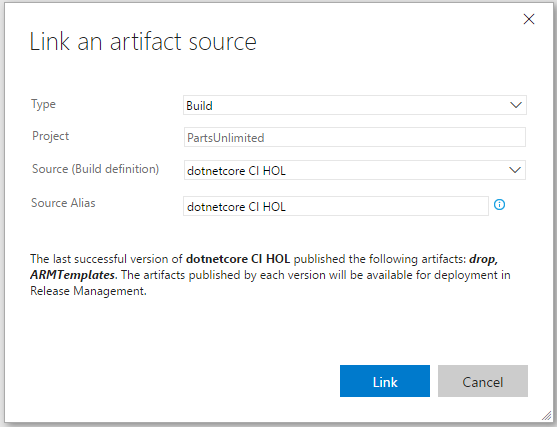 Link an artifact source
Type
Build
Project
PartsUnlimited
Source (Build definition)
dotnetcore CI HOL
Source Alias
dotnetcore CI HOL
The last successful version of dotnetcore CI HOL published the following artifacts: drop,
ARMTemplates. The artifacts published by each version will be available for deployment in
Release Management.
Link
Cancel